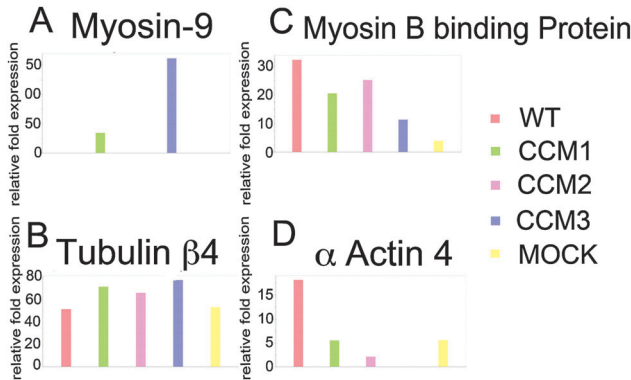 A Myosin-9
relative fold expression
50
00
50
0
C Myosin B binding Protein
relative fold expression
30
20
10
0
WT
CCM1
CCM2
CCM3
MOCK
B Tubulin β4
relative fold expression
80
60
40
20
0
D α Actin 4
relative fold expression
15
10
5
0